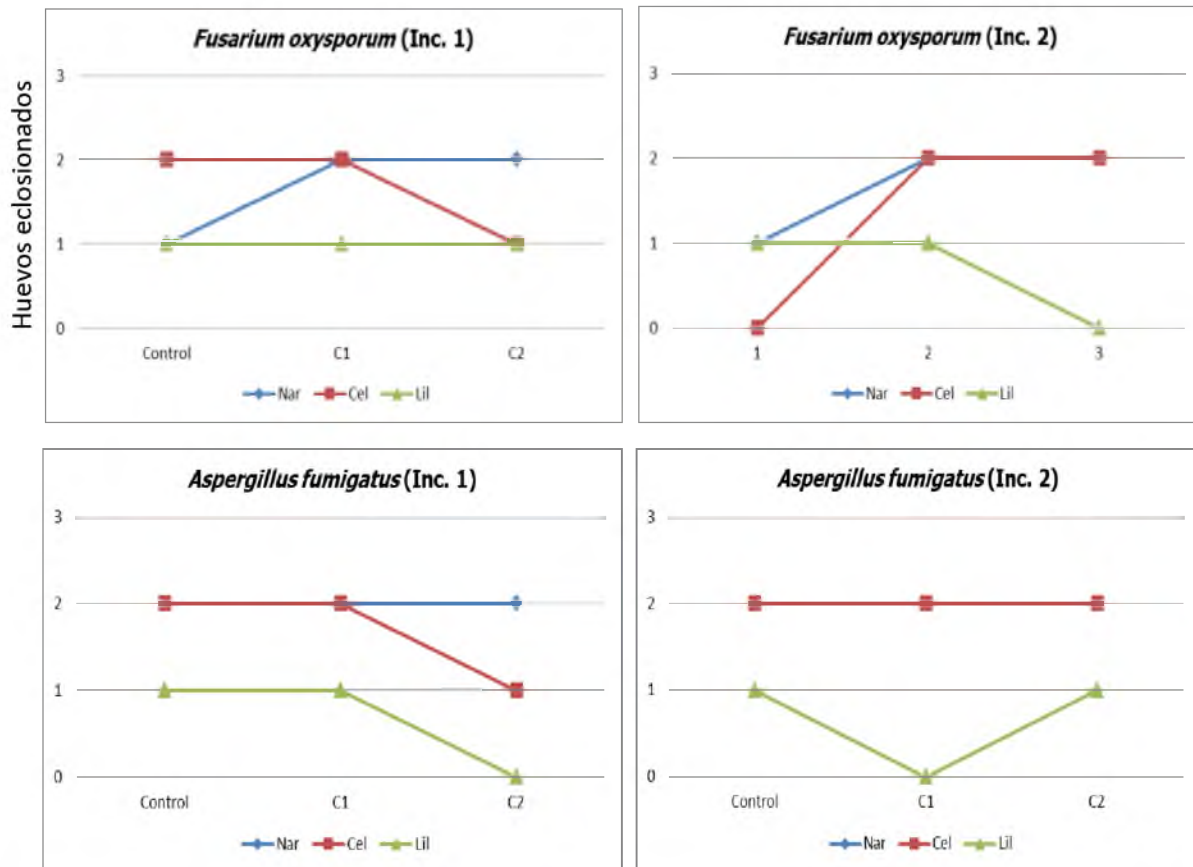 Fusarium oxysporum (Inc. 1)
Huevos eclosionados
3
2
1
0
Control C1 C2
Nar Cel Lil
Fusarium oxysporum (Inc. 2)
3
2
1
0
1 2 3
Nar Cel Lil
Aspergillus fumigatus (Inc. 1)
3
2
1
0
Control C1 C2
Nar Cel Lil
Aspergillus fumigatus (Inc. 2)
3
2
1
0
Control C1 C2
Nar Cel Lil